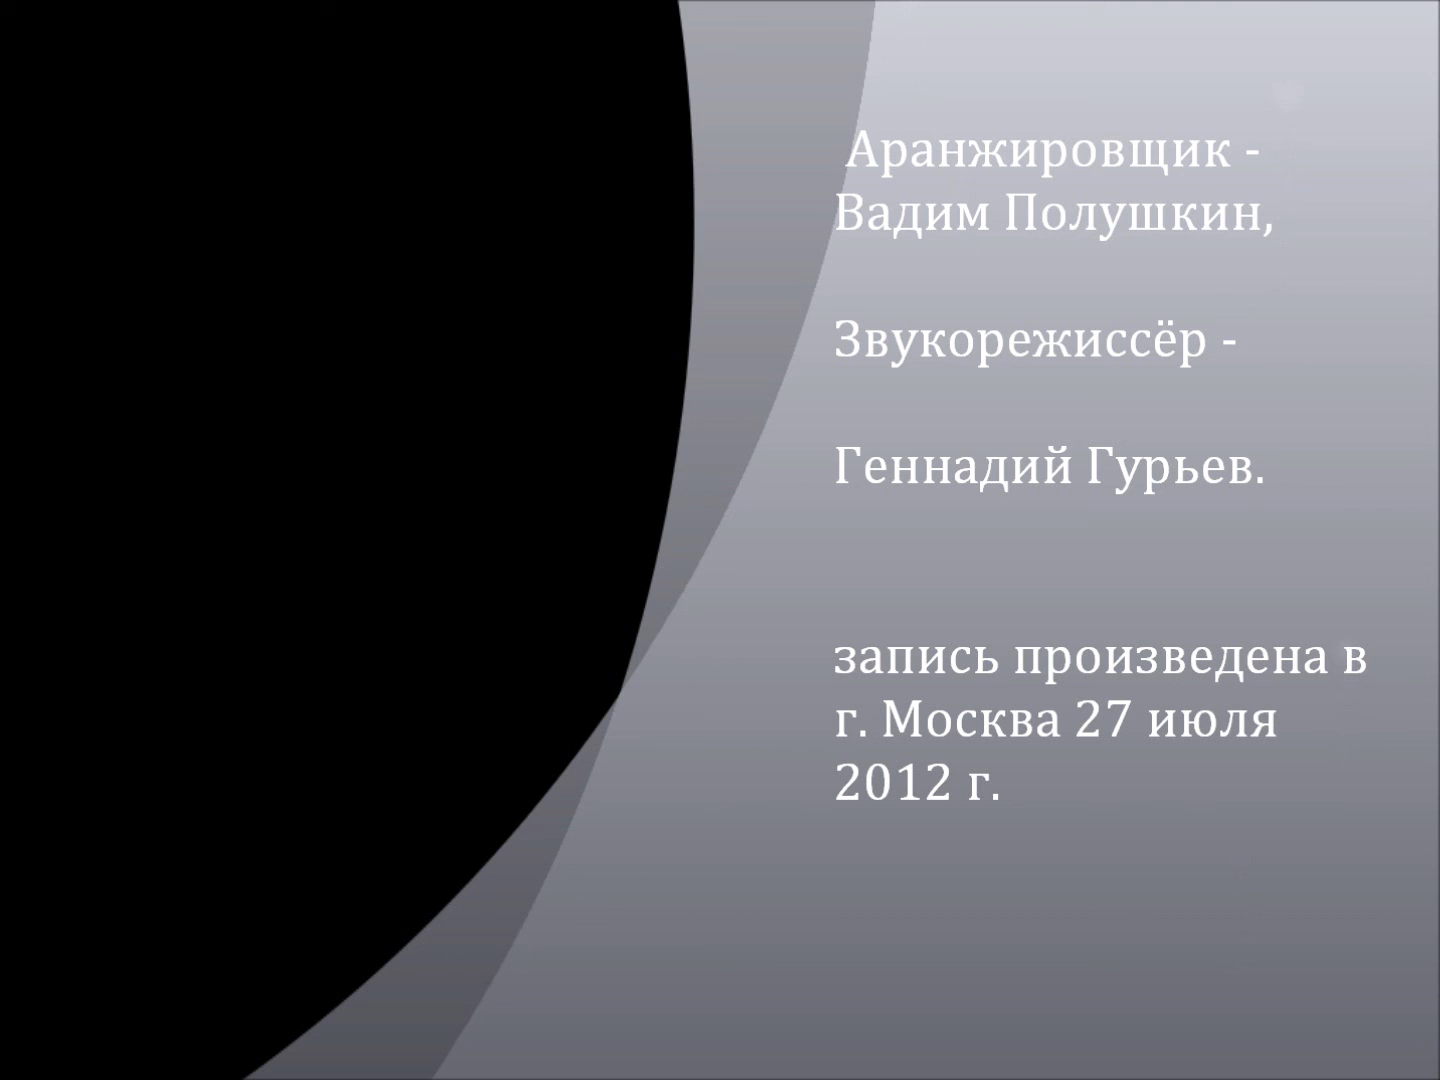 Аранжировщик -
Вадим Полушкин,
Звукорежиссёр -
Геннадий Гурьев.
запись произведена в
г. Москва 27 июля
2012 г.